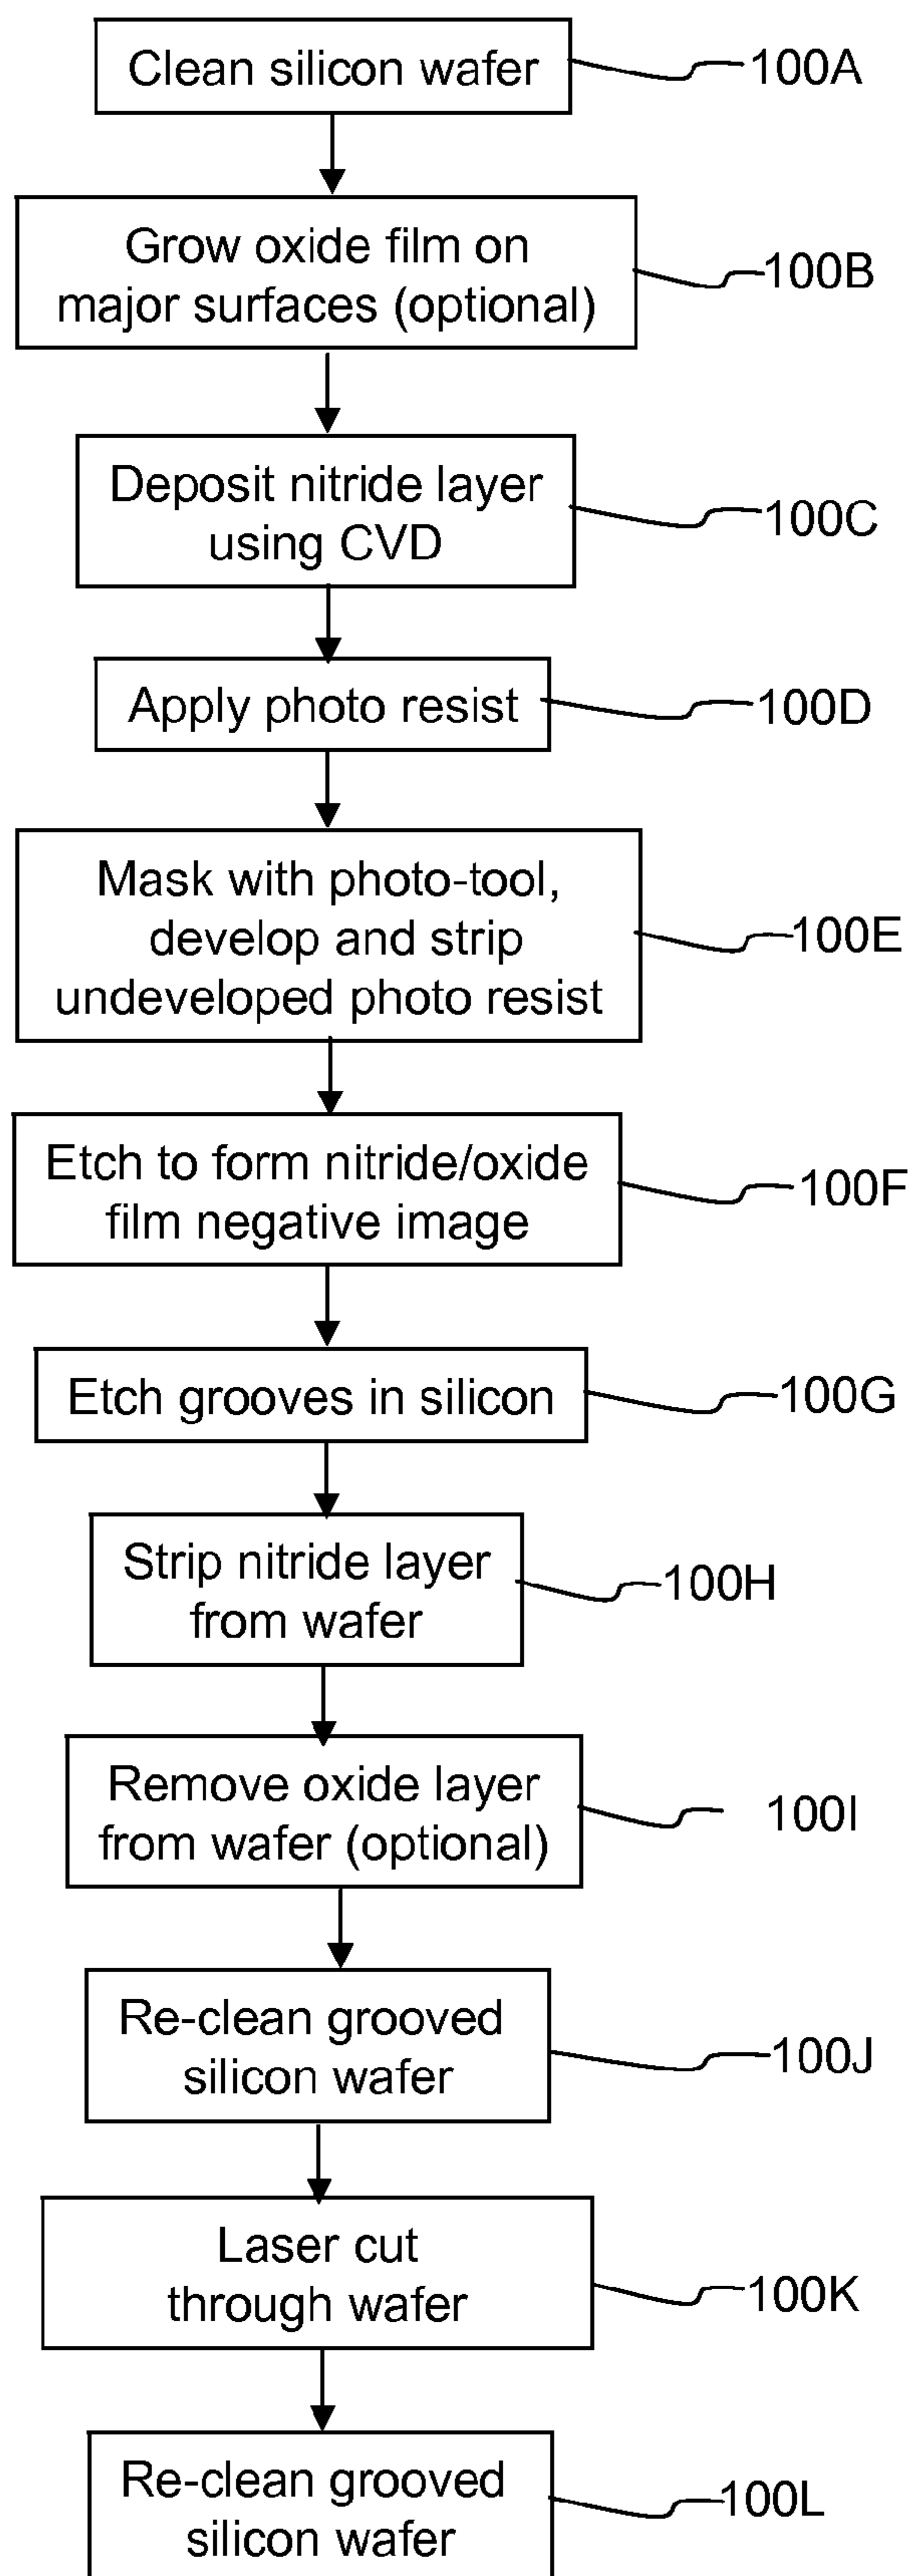 Clean silicon wafer
100A
Grow oxide film on
major surfaces (optional)
100B
Deposit nitride layer
using CVD
100C
Apply photo resist
100D
Mask with photo-tool,
develop and strip
undeveloped photo resist
100E
Etch to form nitride/oxide
film negative image
100F
Etch grooves in silicon
100G
Strip nitride layer
from wafer
100H
Remove oxide layer
from wafer (optional)
100I
Re-clean grooved
silicon wafer
100J
Laser cut
through wafer
100K
Re-clean grooved
silicon wafer
100L